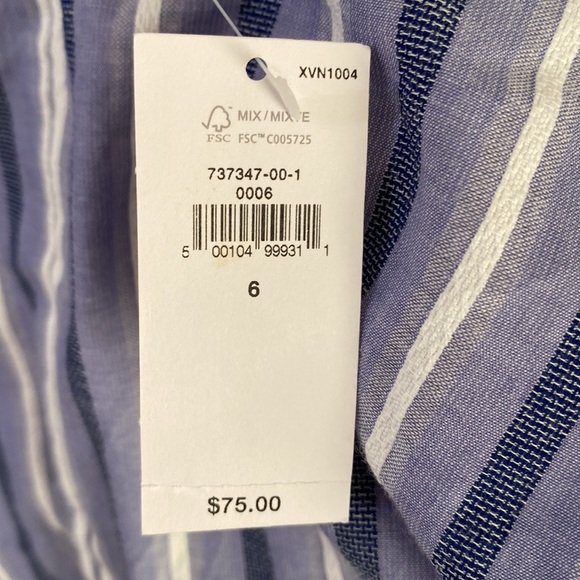 XVN1004
MIX/MIXTE
FSC FSC™ C005725
737347-00-1
0006
5 00104 99931 1
6
$75.00